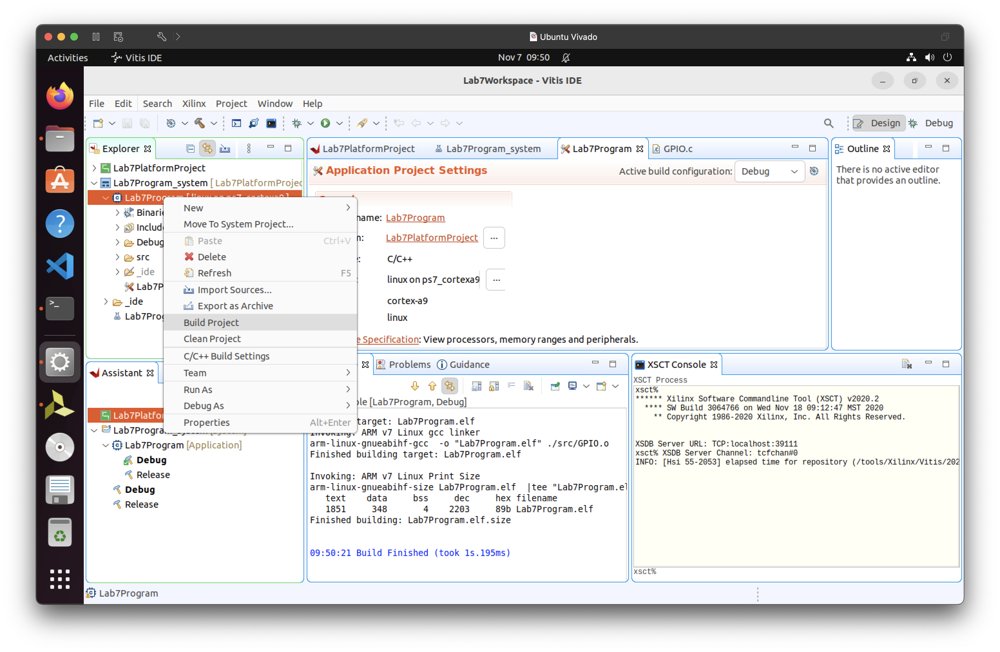 Ubuntu Vivado
Activities
Vitis IDE
Nov 7 09:50
Lab7Workspace - Vitis IDE
File Edit Search Xilinx Project Window Help
Design
Debug
Explorer
Lab7PlatformProject
Lab7Program_system [ Lab7PlatformProjec
Lab7Program [ linux on ps7_cortexa9 ]
Binarie
Include
Debug
src
_ide
Lab7P
_ide
Lab7Prog
New
Move To System Project...
Paste Ctrl+V
Delete
Refresh F5
Import Sources...
Export as Archive
Build Project
Clean Project
C/C++ Build Settings
Team
Run As
Debug As
Properties Alt+Enter
Lab7PlatformProject
Lab7Program_system
Lab7Program
GPIO.c
Application Project Settings
Active build configuration: Debug
name: Lab7Program
Lab7PlatformProject ...
C/C++
linux on ps7_cortexa9 ...
cortex-a9
linux
e Specification: View processors, memory ranges and peripherals.
Outline
There is no active editor
that provides an outline.
Assistant
Lab7Platfor
Lab7Program_system [System]
Lab7Program [Application]
Debug
Release
Debug
Release
Problems
Guidance
ole [Lab7Program, Debug]
target: Lab7Program.elf
Invoking: ARM v7 Linux gcc linker
arm-linux-gnueabihf-gcc -o "Lab7Program.elf" ./src/GPIO.o
Finished building target: Lab7Program.elf
Invoking: ARM v7 Linux Print Size
arm-linux-gnueabihf-size Lab7Program.elf |tee "Lab7Program.el
text data bss dec hex filename
1851 348 4 2203 89b Lab7Program.elf
Finished building: Lab7Program.elf.size
09:50:21 Build Finished (took 1s.195ms)
XSCT Console
XSCT Process
xsct%
****** Xilinx Software Commandline Tool (XSCT) v2020.2
**** SW Build 3064766 on Wed Nov 18 09:12:47 MST 2020
** Copyright 1986-2020 Xilinx, Inc. All Rights Reserved.
XSDB Server URL: TCP:localhost:39111
xsct% XSDB Server Channel: tcfchan#0
INFO: [Hsi 55-2053] elapsed time for repository (/tools/Xilinx/Vitis/202
xsct%
Lab7Program